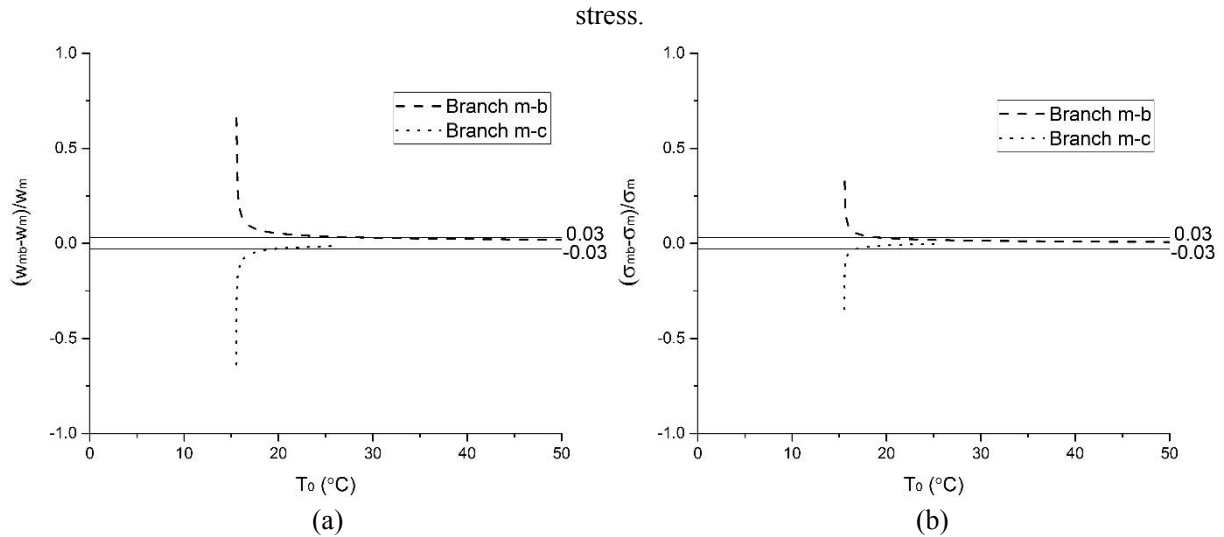 stress.
1.0
0.5
0.0
-0.5
-1.0
(wmb-wm)/wm
Branch m-b
Branch m-c
0.03
-0.03
0 10 20 30 40 50
T0 (°C)
(a)
1.0
0.5
0.0
-0.5
-1.0
(σmb-σm)/σm
Branch m-b
Branch m-c
0.03
-0.03
0 10 20 30 40 50
T0 (°C)
(b)